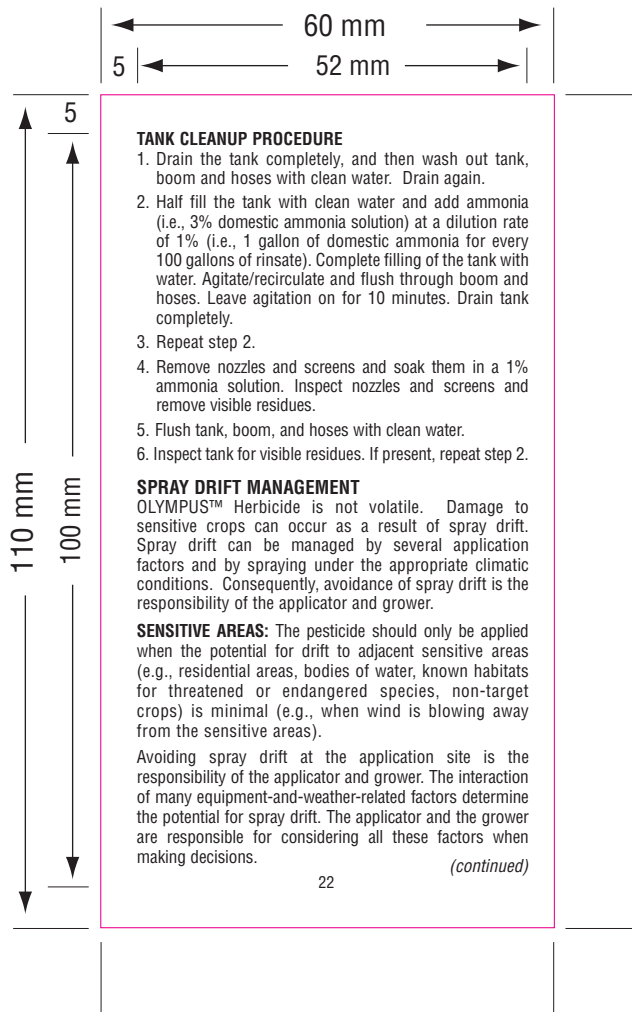 60 mm
5 52 mm
5
110 mm
100 mm
TANK CLEANUP PROCEDURE
1. Drain the tank completely, and then wash out tank,
boom and hoses with clean water.  Drain again.
2. Half fill the tank with clean water and add ammonia
(i.e., 3% domestic ammonia solution) at a dilution rate
of 1% (i.e., 1 gallon of domestic ammonia for every
100 gallons of rinsate). Complete filling of the tank with
water. Agitate/recirculate and flush through boom and
hoses. Leave agitation on for 10 minutes. Drain tank
completely.
3. Repeat step 2.
4. Remove nozzles and screens and soak them in a 1%
ammonia solution. Inspect nozzles and screens and
remove visible residues.
5. Flush tank, boom, and hoses with clean water.
6. Inspect tank for visible residues. If present, repeat step 2.
SPRAY DRIFT MANAGEMENT
OLYMPUS™ Herbicide is not volatile.  Damage to
sensitive crops can occur as a result of spray drift.
Spray drift can be managed by several application
factors and by spraying under the appropriate climatic
conditions.  Consequently, avoidance of spray drift is the
responsibility of the applicator and grower.
SENSITIVE AREAS: The pesticide should only be applied
when the potential for drift to adjacent sensitive areas
(e.g., residential areas, bodies of water, known habitats
for threatened or endangered species, non-target
crops) is minimal (e.g., when wind is blowing away
from the sensitive areas).
Avoiding spray drift at the application site is the
responsibility of the applicator and grower. The interaction
of many equipment-and-weather-related factors determine
the potential for spray drift. The applicator and the grower
are responsible for considering all these factors when
making decisions.
(continued)
22